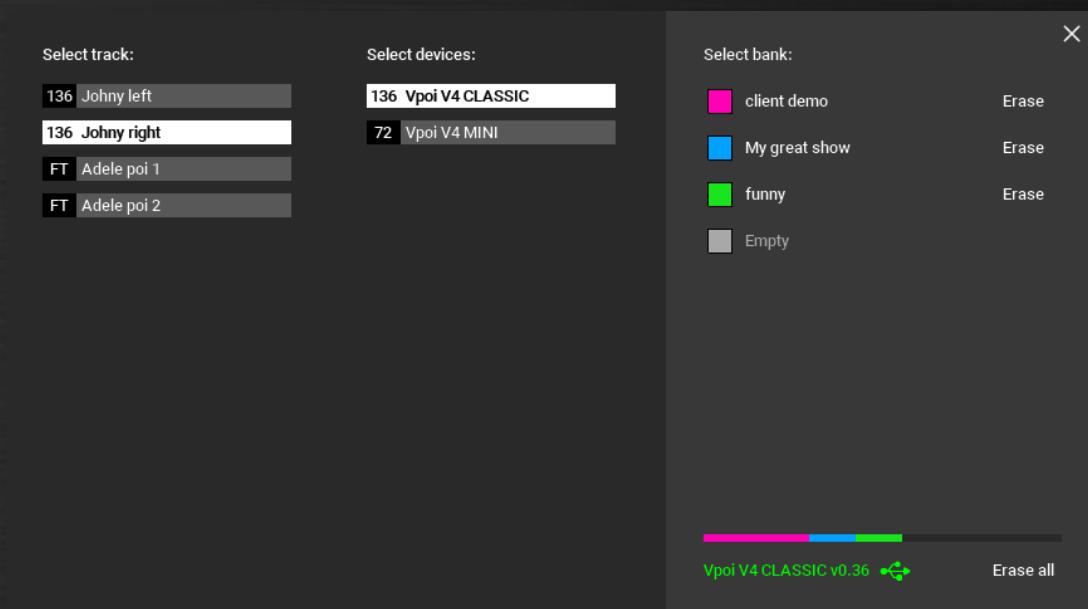 Select track:
136 Johny left
136 Johny right
FT Adele poi 1
FT Adele poi 2
Select devices:
136 Vpoi V4 CLASSIC
72 Vpoi V4 MINI
Select bank:
client demo Erase
My great show Erase
funny Erase
Empty
Vpoi V4 CLASSIC v0.36 Erase all